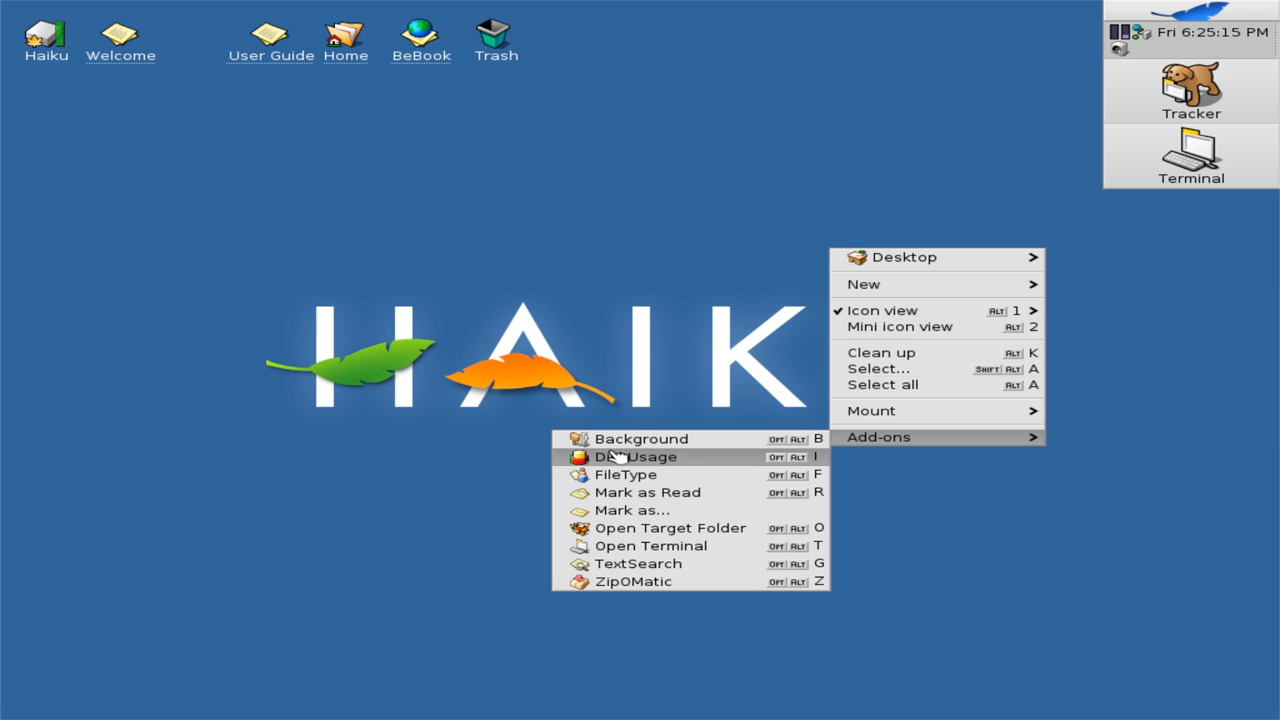 Haiku Welcome User Guide Home BeBook Trash
Fri 6:25:15 PM
Tracker
Terminal
HAIK
Desktop
New
Icon view ALT 1
Mini icon view ALT 2
Clean up ALT K
Select... SHIFT ALT A
Select all ALT A
Mount
Add-ons
Background OPT ALT B
DiskUsage OPT ALT I
FileType OPT ALT F
Mark as Read OPT ALT R
Mark as...
Open Target Folder OPT ALT O
Open Terminal OPT ALT T
TextSearch OPT ALT G
ZipOMatic OPT ALT Z